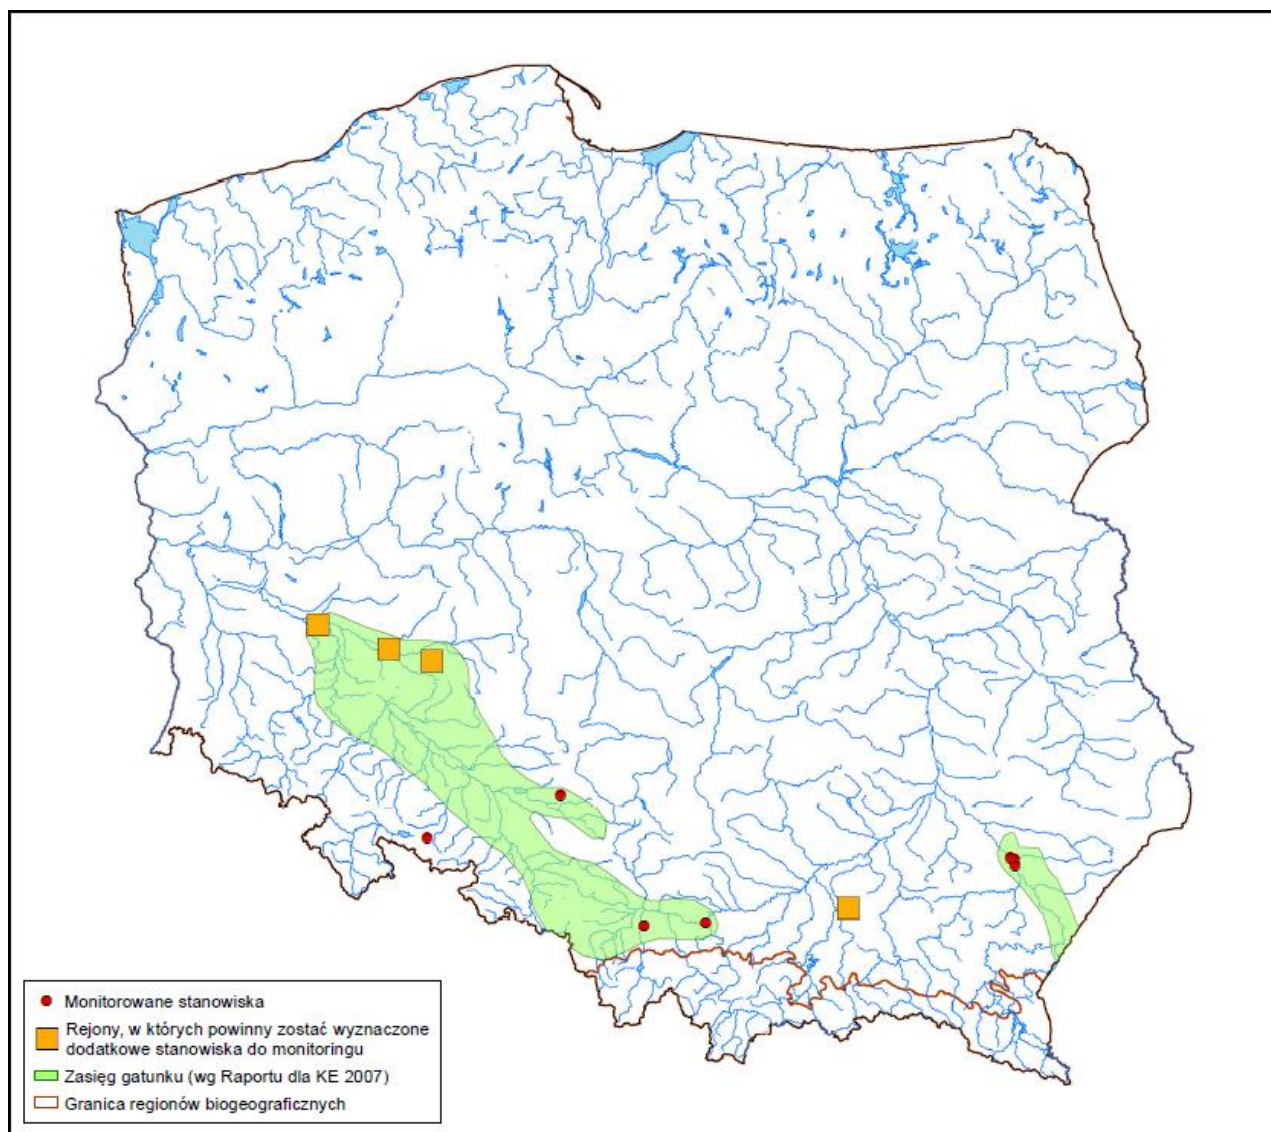 Monitorowane stanowiska
Rejony, w których powinny zostać wyznaczone
dodatkowe stanowiska do monitoringu
Zasięg gatunku (wg Raportu dla KE 2007)
Granica regionów biogeograficznych